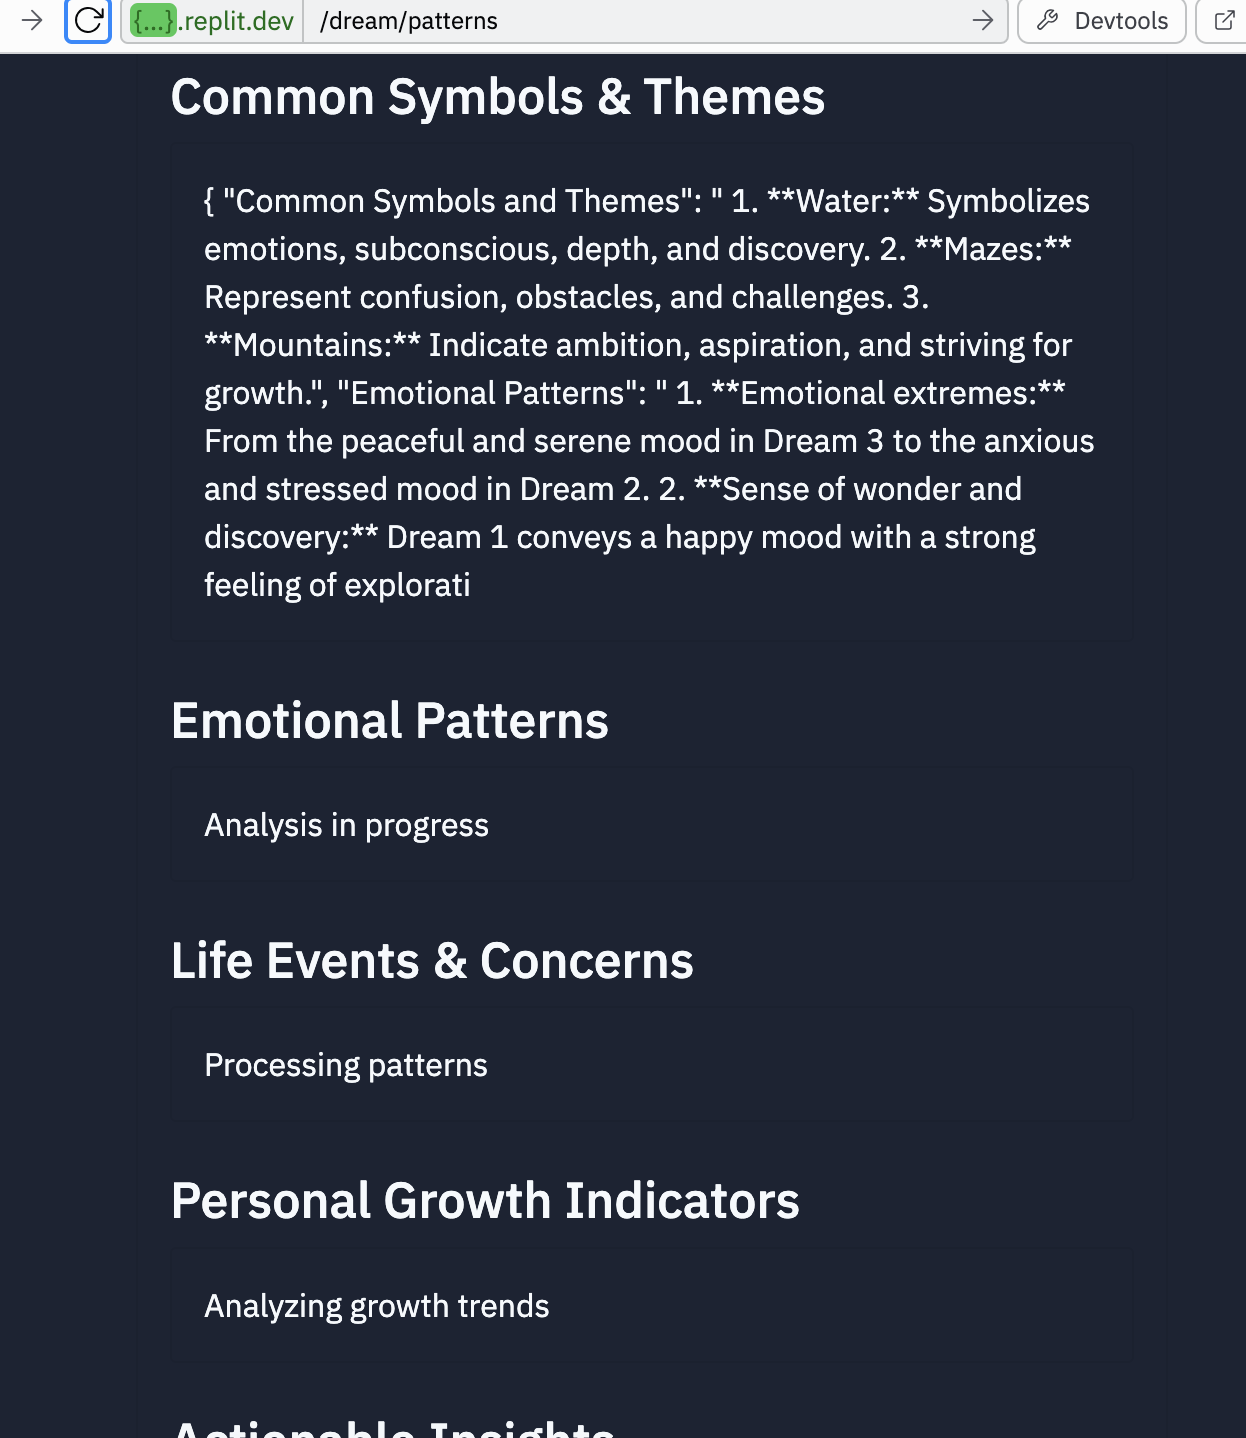 {...}.replit.dev /dream/patterns Devtools
Common Symbols & Themes
{ "Common Symbols and Themes": " 1. **Water:** Symbolizes
emotions, subconscious, depth, and discovery. 2. **Mazes:**
Represent confusion, obstacles, and challenges. 3.
**Mountains:** Indicate ambition, aspiration, and striving for
growth.", "Emotional Patterns": " 1. **Emotional extremes:**
From the peaceful and serene mood in Dream 3 to the anxious
and stressed mood in Dream 2. 2. **Sense of wonder and
discovery:** Dream 1 conveys a happy mood with a strong
feeling of explorati
Emotional Patterns
Analysis in progress
Life Events & Concerns
Processing patterns
Personal Growth Indicators
Analyzing growth trends
Actionable Insights